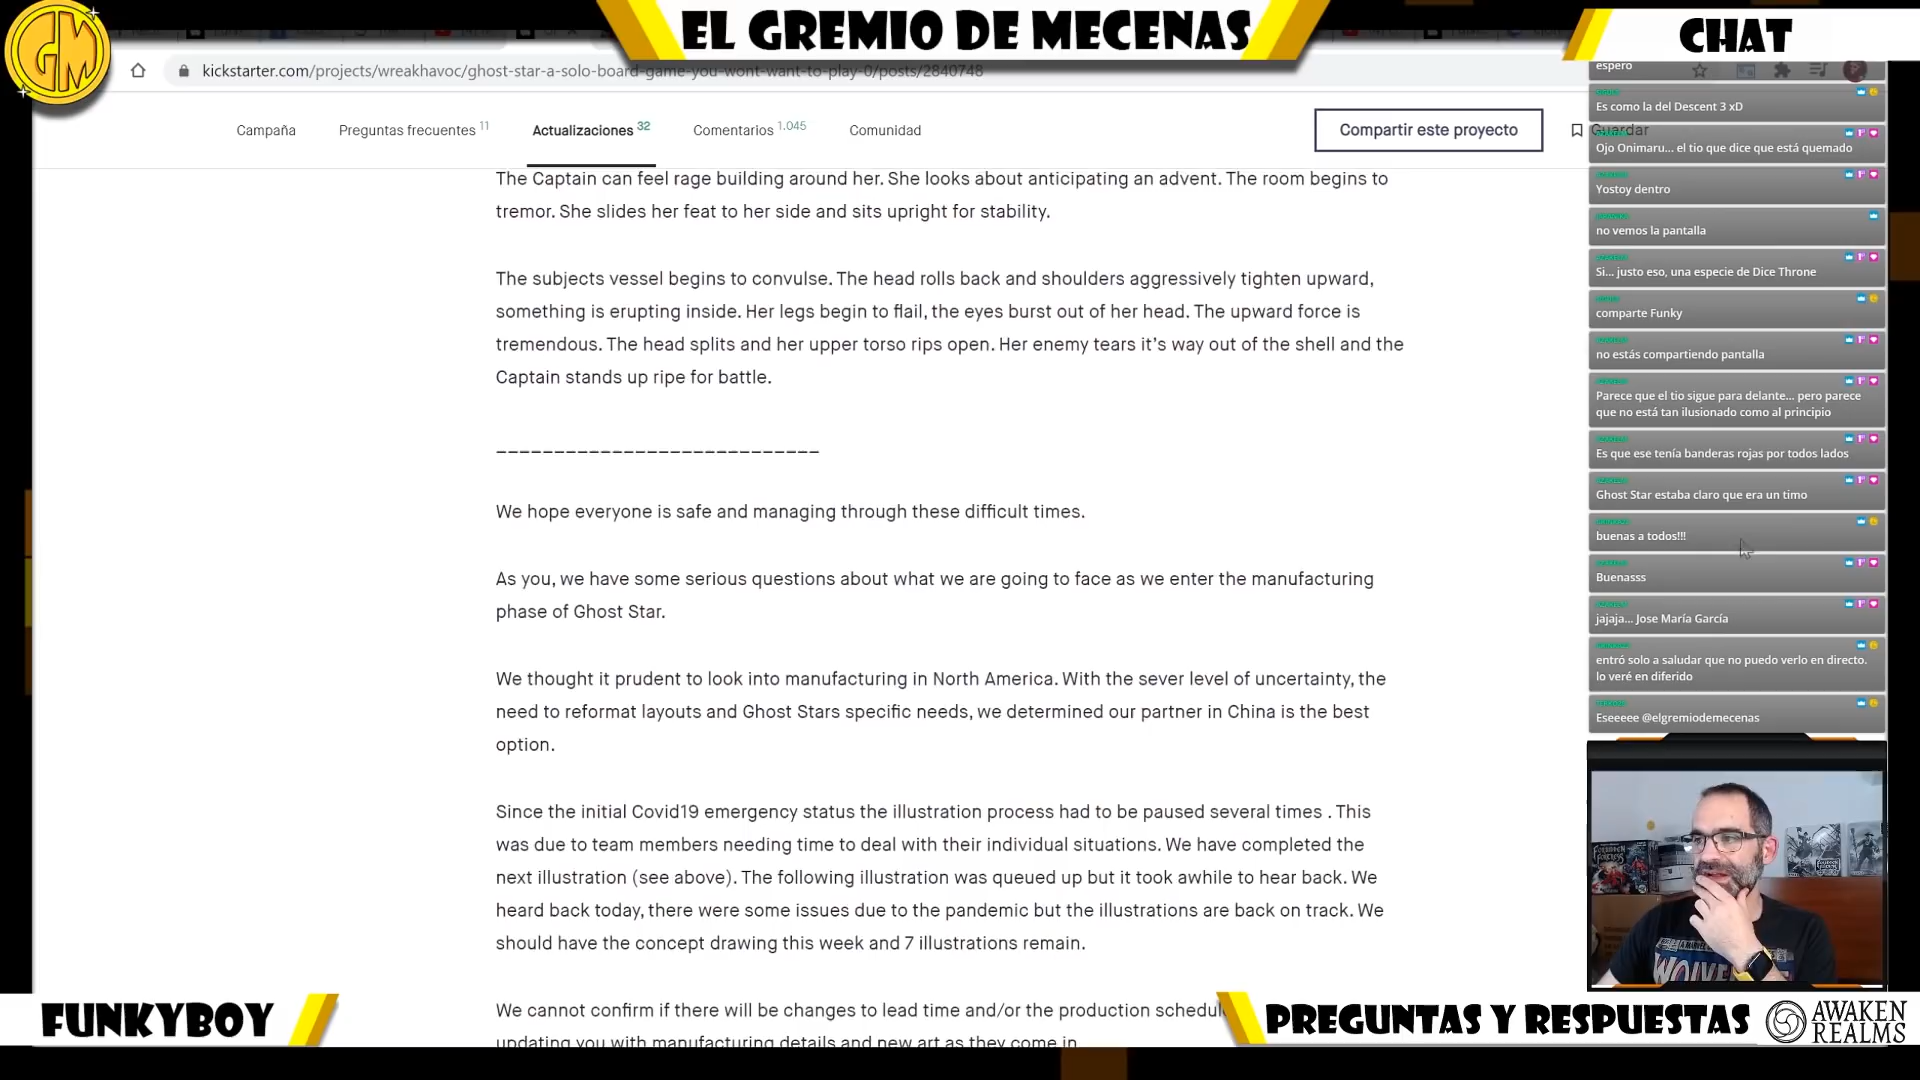 EL GREMIO DE MECENAS
CHAT
GM
kickstarter.com/projects/wreakhavoc/ghost-star-a-solo-board-game-you-wont-want-to-play-0/posts/2840748
Campaña
Preguntas frecuentes 11
Actualizaciones 32
Comentarios 1.045
Comunidad
Compartir este proyecto
Guardar
The Captain can feel rage building around her. She looks about anticipating an advent. The room begins to
tremor. She slides her feat to her side and sits upright for stability.
The subjects vessel begins to convulse. The head rolls back and shoulders aggressively tighten upward,
something is erupting inside. Her legs begin to flail, the eyes burst out of her head. The upward force is
tremendous. The head splits and her upper torso rips open. Her enemy tears it's way out of the shell and the
Captain stands up ripe for battle.
____________________________
We hope everyone is safe and managing through these difficult times.
As you, we have some serious questions about what we are going to face as we enter the manufacturing
phase of Ghost Star.
We thought it prudent to look into manufacturing in North America. With the sever level of uncertainty, the
need to reformat layouts and Ghost Stars specific needs, we determined our partner in China is the best
option.
Since the initial Covid19 emergency status the illustration process had to be paused several times . This
was due to team members needing time to deal with their individual situations. We have completed the
next illustration (see above). The following illustration was queued up but it took awhile to hear back. We
heard back today, there were some issues due to the pandemic but the illustrations are back on track. We
should have the concept drawing this week and 7 illustrations remain.
We cannot confirm if there will be changes to lead time and/or the production
updating you with manufacturing details and new art as they come in
espero
Es como la del Descent 3 xD
Ojo Onimaru... el tio que dice que está quemado
Yostoy dentro
no vemos la pantalla
Si... justo eso, una especie de Dice Throne
comparte Funky
no estás compartiendo pantalla
Parece que el tio sigue para delante... pero parece
que no está tan ilusionado como al principio
Es que ese tenía banderas rojas por todos lados
Ghost Star estaba claro que era un timo
buenas a todos!!!
Buenasss
jajaja... Jose María García
entró solo a saludar que no puedo verlo en directo.
lo veré en diferido
Eseeeee @elgremiodemecenas
FORBIDDEN
FORTRESS
FUNKYBOY
PREGUNTAS Y RESPUESTAS
AWAKEN
REALMS